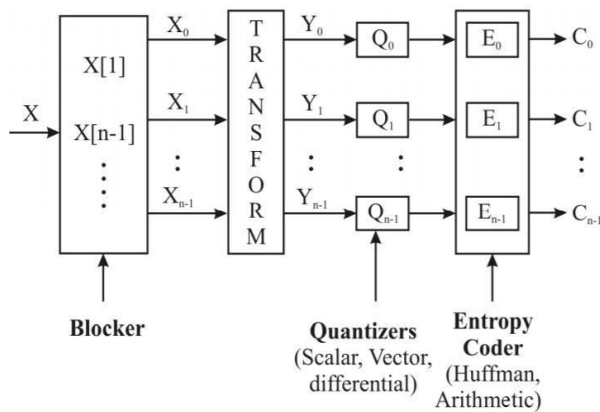 X
X[1]
X[n-1]
X₀
X₁
Xₙ₋₁
TRANSFORM
Y₀
Y₁
Yₙ₋₁
Q₀
Q₁
Qₙ₋₁
E₀
E₁
Eₙ₋₁
C₀
C₁
Cₙ₋₁
Blocker
Quantizers
(Scalar, Vector,
differential)
Entropy
Coder
(Huffman,
Arithmetic)